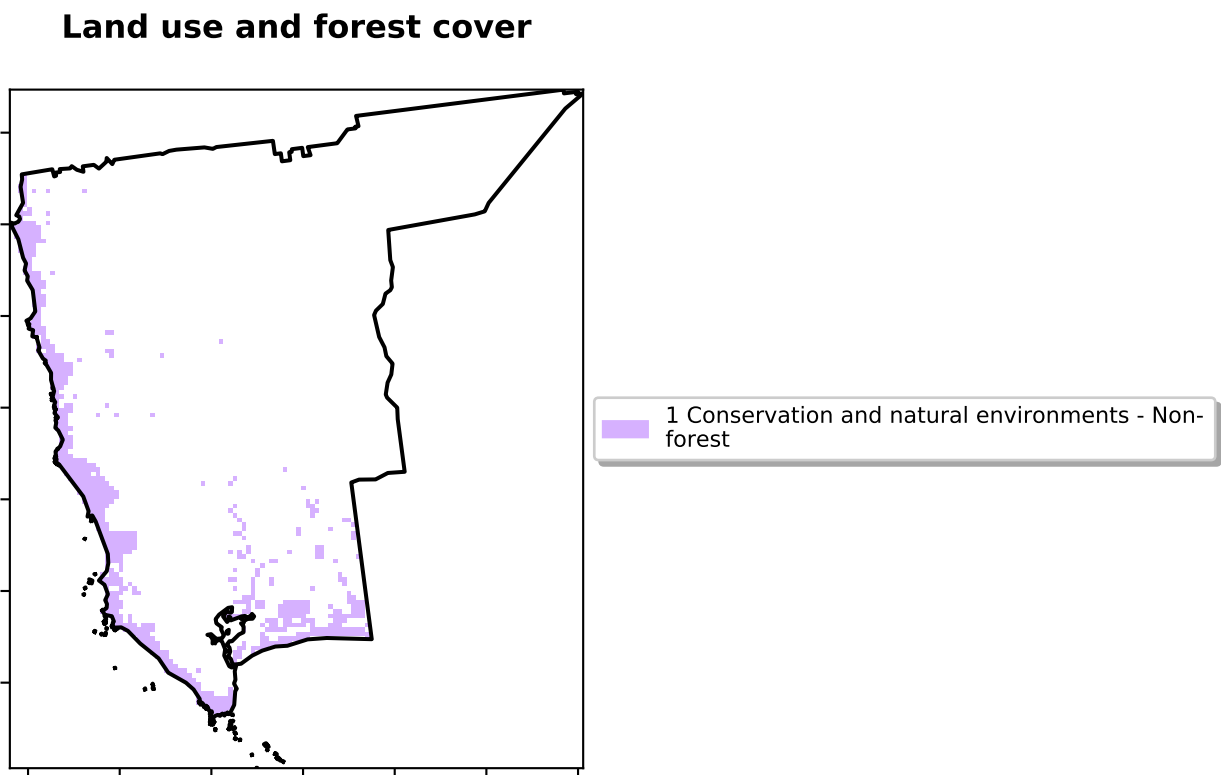 Land use and forest cover
1 Conservation and natural environments - Non-
forest